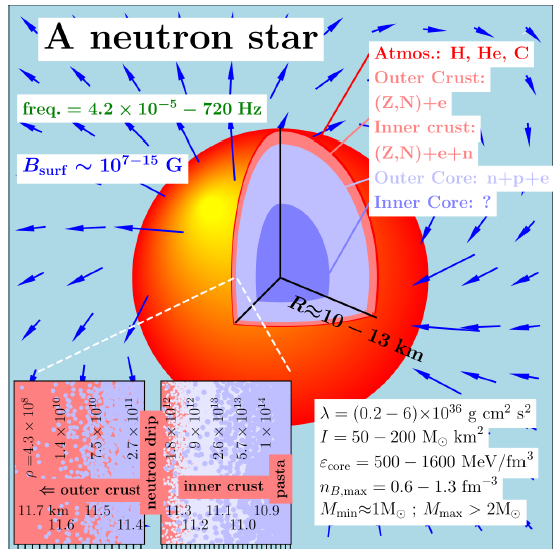 A neutron star
freq. = 4.2 × 10⁻⁵ − 720 Hz
B_surf ∼ 10⁷⁻¹⁵ G
Atmos.: H, He, C
Outer Crust:
(Z,N)+e
Inner crust:
(Z,N)+e+n
Outer Core: n+p+e
Inner Core: ?
R≈10 − 13 km
ρ = 4.3 × 10⁸
1.4 × 10¹⁰
7.5 × 10¹⁰
2.7 × 10¹¹
⇐ outer crust
11.7 km
11.6
11.5
11.4
neutron drip
1.8 × 10¹²
× 10¹²
2.6 × 10¹³
5.7 × 10¹³
1 × 10¹⁴
inner crust
11.3
11.2
11.1
11.0
10.9
pasta
λ = (0.2 − 6)×10³⁶ g cm² s²
I = 50 − 200 M⊙ km²
ε_core = 500 − 1600 MeV/fm³
n_B,max = 0.6 − 1.3 fm⁻³
M_min≈1M⊙ ; M_max > 2M⊙